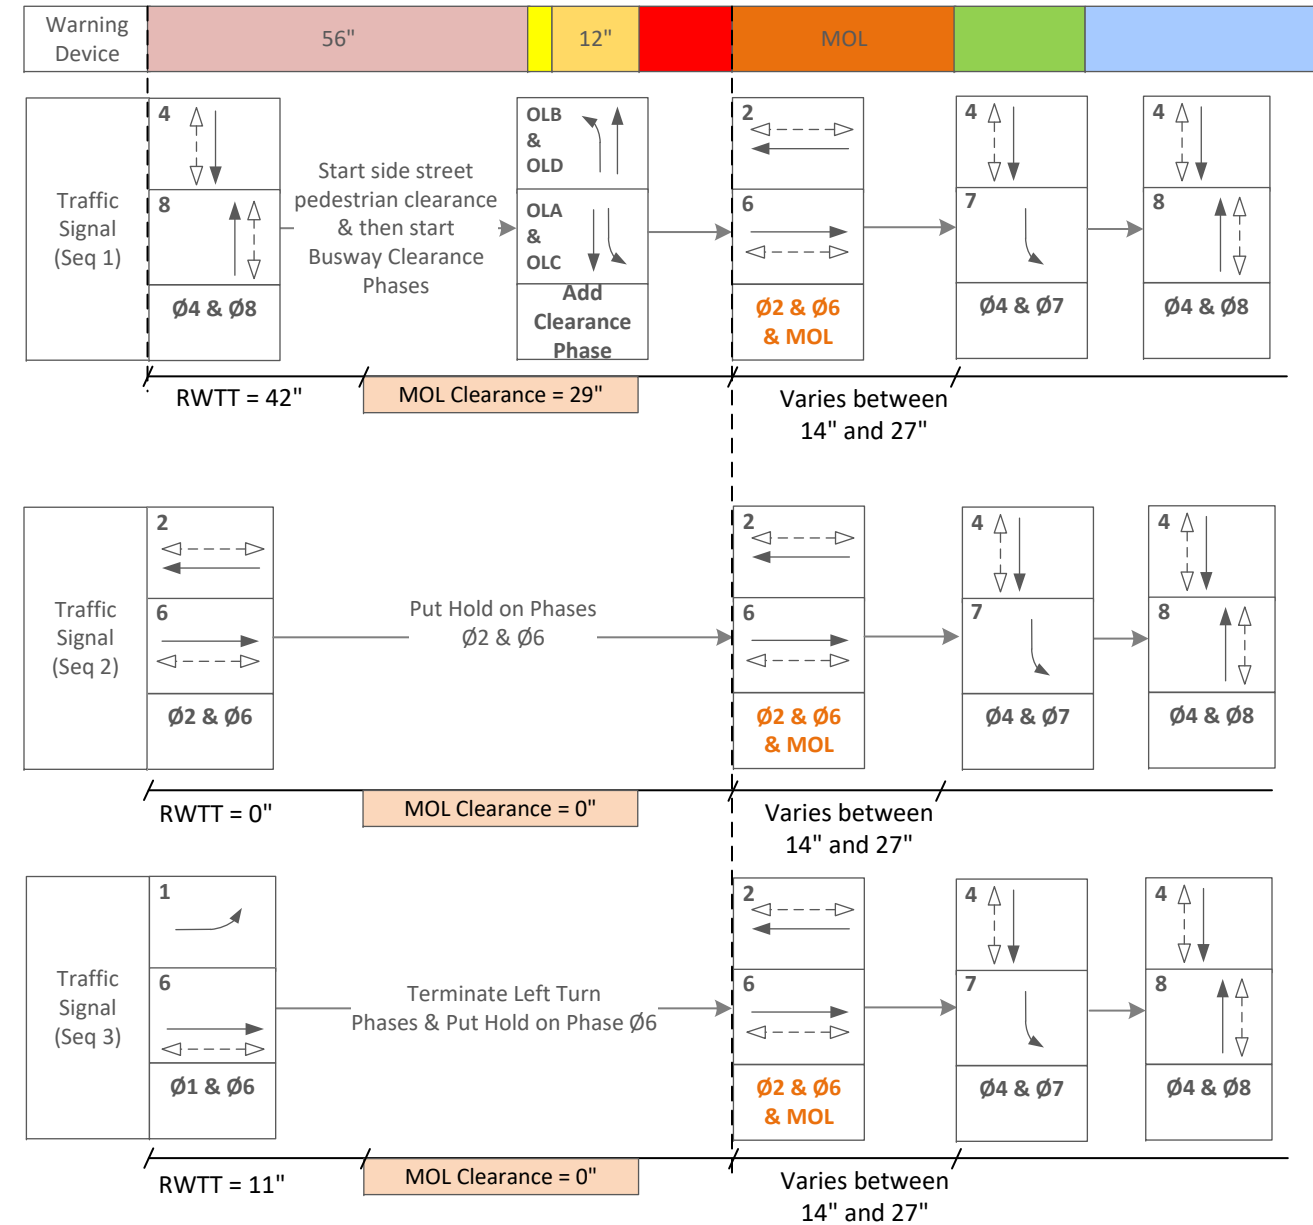 Warning
Device
56"
12"
MOL
Traffic
Signal
(Seq 1)
4
8
Ø4 & Ø8
Start side street
pedestrian clearance
& then start
Busway Clearance
Phases
OLB
&
OLD
OLA
&
OLC
Add
Clearance
Phase
2
6
Ø2 & Ø6
& MOL
4
7
Ø4 & Ø7
4
8
Ø4 & Ø8
RWTT = 42"
MOL Clearance = 29"
Varies between
14" and 27"
Traffic
Signal
(Seq 2)
2
6
Ø2 & Ø6
Put Hold on Phases
Ø2 & Ø6
2
6
Ø2 & Ø6
& MOL
4
7
Ø4 & Ø7
4
8
Ø4 & Ø8
RWTT = 0"
MOL Clearance = 0"
Varies between
14" and 27"
Traffic
Signal
(Seq 3)
1
6
Ø1 & Ø6
Terminate Left Turn
Phases & Put Hold on Phase Ø6
2
6
Ø2 & Ø6
& MOL
4
7
Ø4 & Ø7
4
8
Ø4 & Ø8
RWTT = 11"
MOL Clearance = 0"
Varies between
14" and 27"